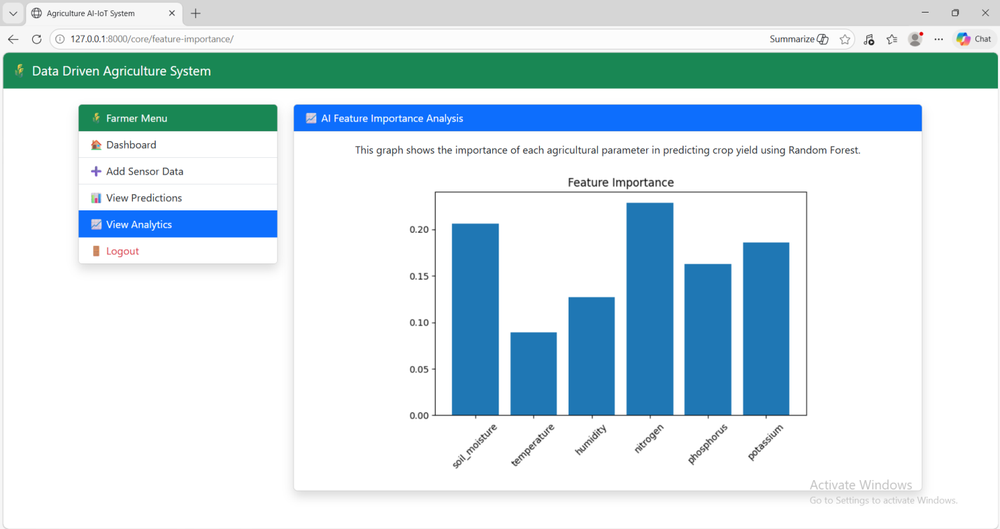 Agriculture AI-IoT System
127.0.0.1:8000/core/feature-importance/
Summarize
Chat
Data Driven Agriculture System
Farmer Menu
Dashboard
Add Sensor Data
View Predictions
View Analytics
Logout
AI Feature Importance Analysis
This graph shows the importance of each agricultural parameter in predicting crop yield using Random Forest.
Feature Importance
0.20
0.15
0.10
0.05
0.00
soil_moisture
temperature
humidity
nitrogen
phosphorus
potassium
Activate Windows
Go to Settings to activate Windows.